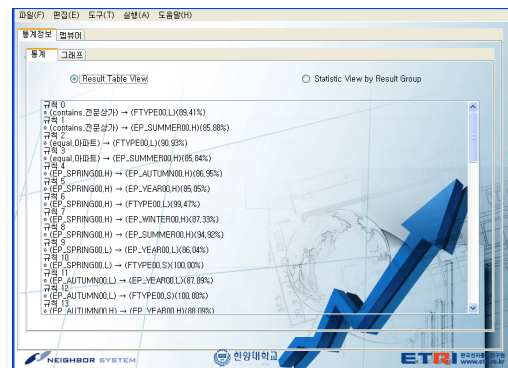 파일(F) 편집(E) 도구(T) 실행(A) 도움말(H)
통계정보 맵뷰어
통계 그래프
Result Table View Statistic View by Result Group
규칙 0
(contains,전문상가) → (FTYPE00,L)(89,41%)
규칙 1
(contains,전문상가) → (EP_SUMMER00,H)(85,88%)
규칙 2
(equal,아파트) → (FTYPE00,L)(90,93%)
규칙 3
(equal,아파트) → (EP_SUMMER00,H)(85,84%)
규칙 4
(EP_SPRING00,H) → (EP_AUTUMN00,H)(86,95%)
규칙 5
(EP_SPRING00,H) → (EP_YEAR00,H)(85,05%)
규칙 6
(EP_SPRING00,H) → (FTYPE00,L)(99,47%)
규칙 7
(EP_SPRING00,H) → (EP_WINTER00,H)(87,33%)
규칙 8
(EP_SPRING00,H) → (EP_SUMMER00,H)(94,92%)
규칙 9
(EP_SPRING00,L) → (EP_YEAR00,L)(86,04%)
규칙 10
(EP_SPRING00,L) → (FTYPE00,S)(100,00%)
규칙 11
(EP_AUTUMN00,L) → (EP_YEAR00,L)(87,89%)
규칙 12
(EP_AUTUMN00,L) → (FTYPE00,S)(100,00%)
규칙 13
(EP_AUTUMN00,H) → (EP_YEAR00,H)(88,09%)
NEIGHBOR SYSTEM 한양대학교 ETRI